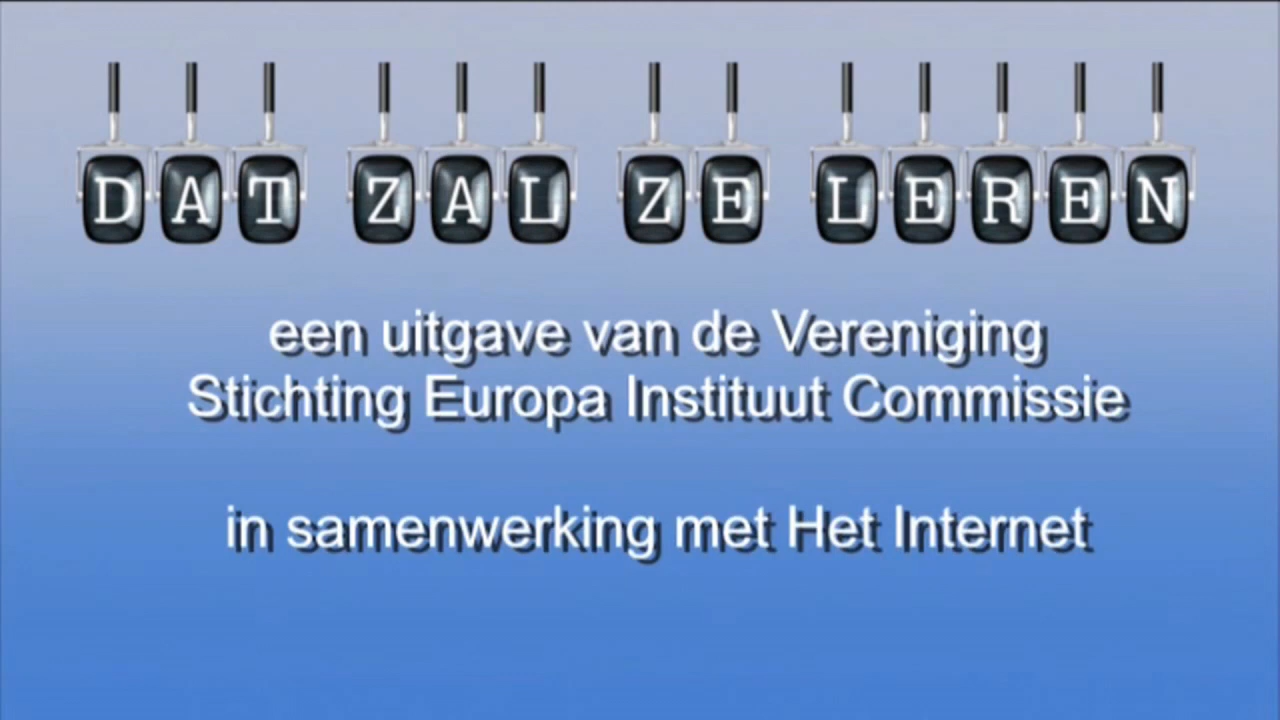 DAT ZAL ZE LEREN
een uitgave van de Vereniging
Stichting Europa Instituut Commissie
in samenwerking met Het Internet